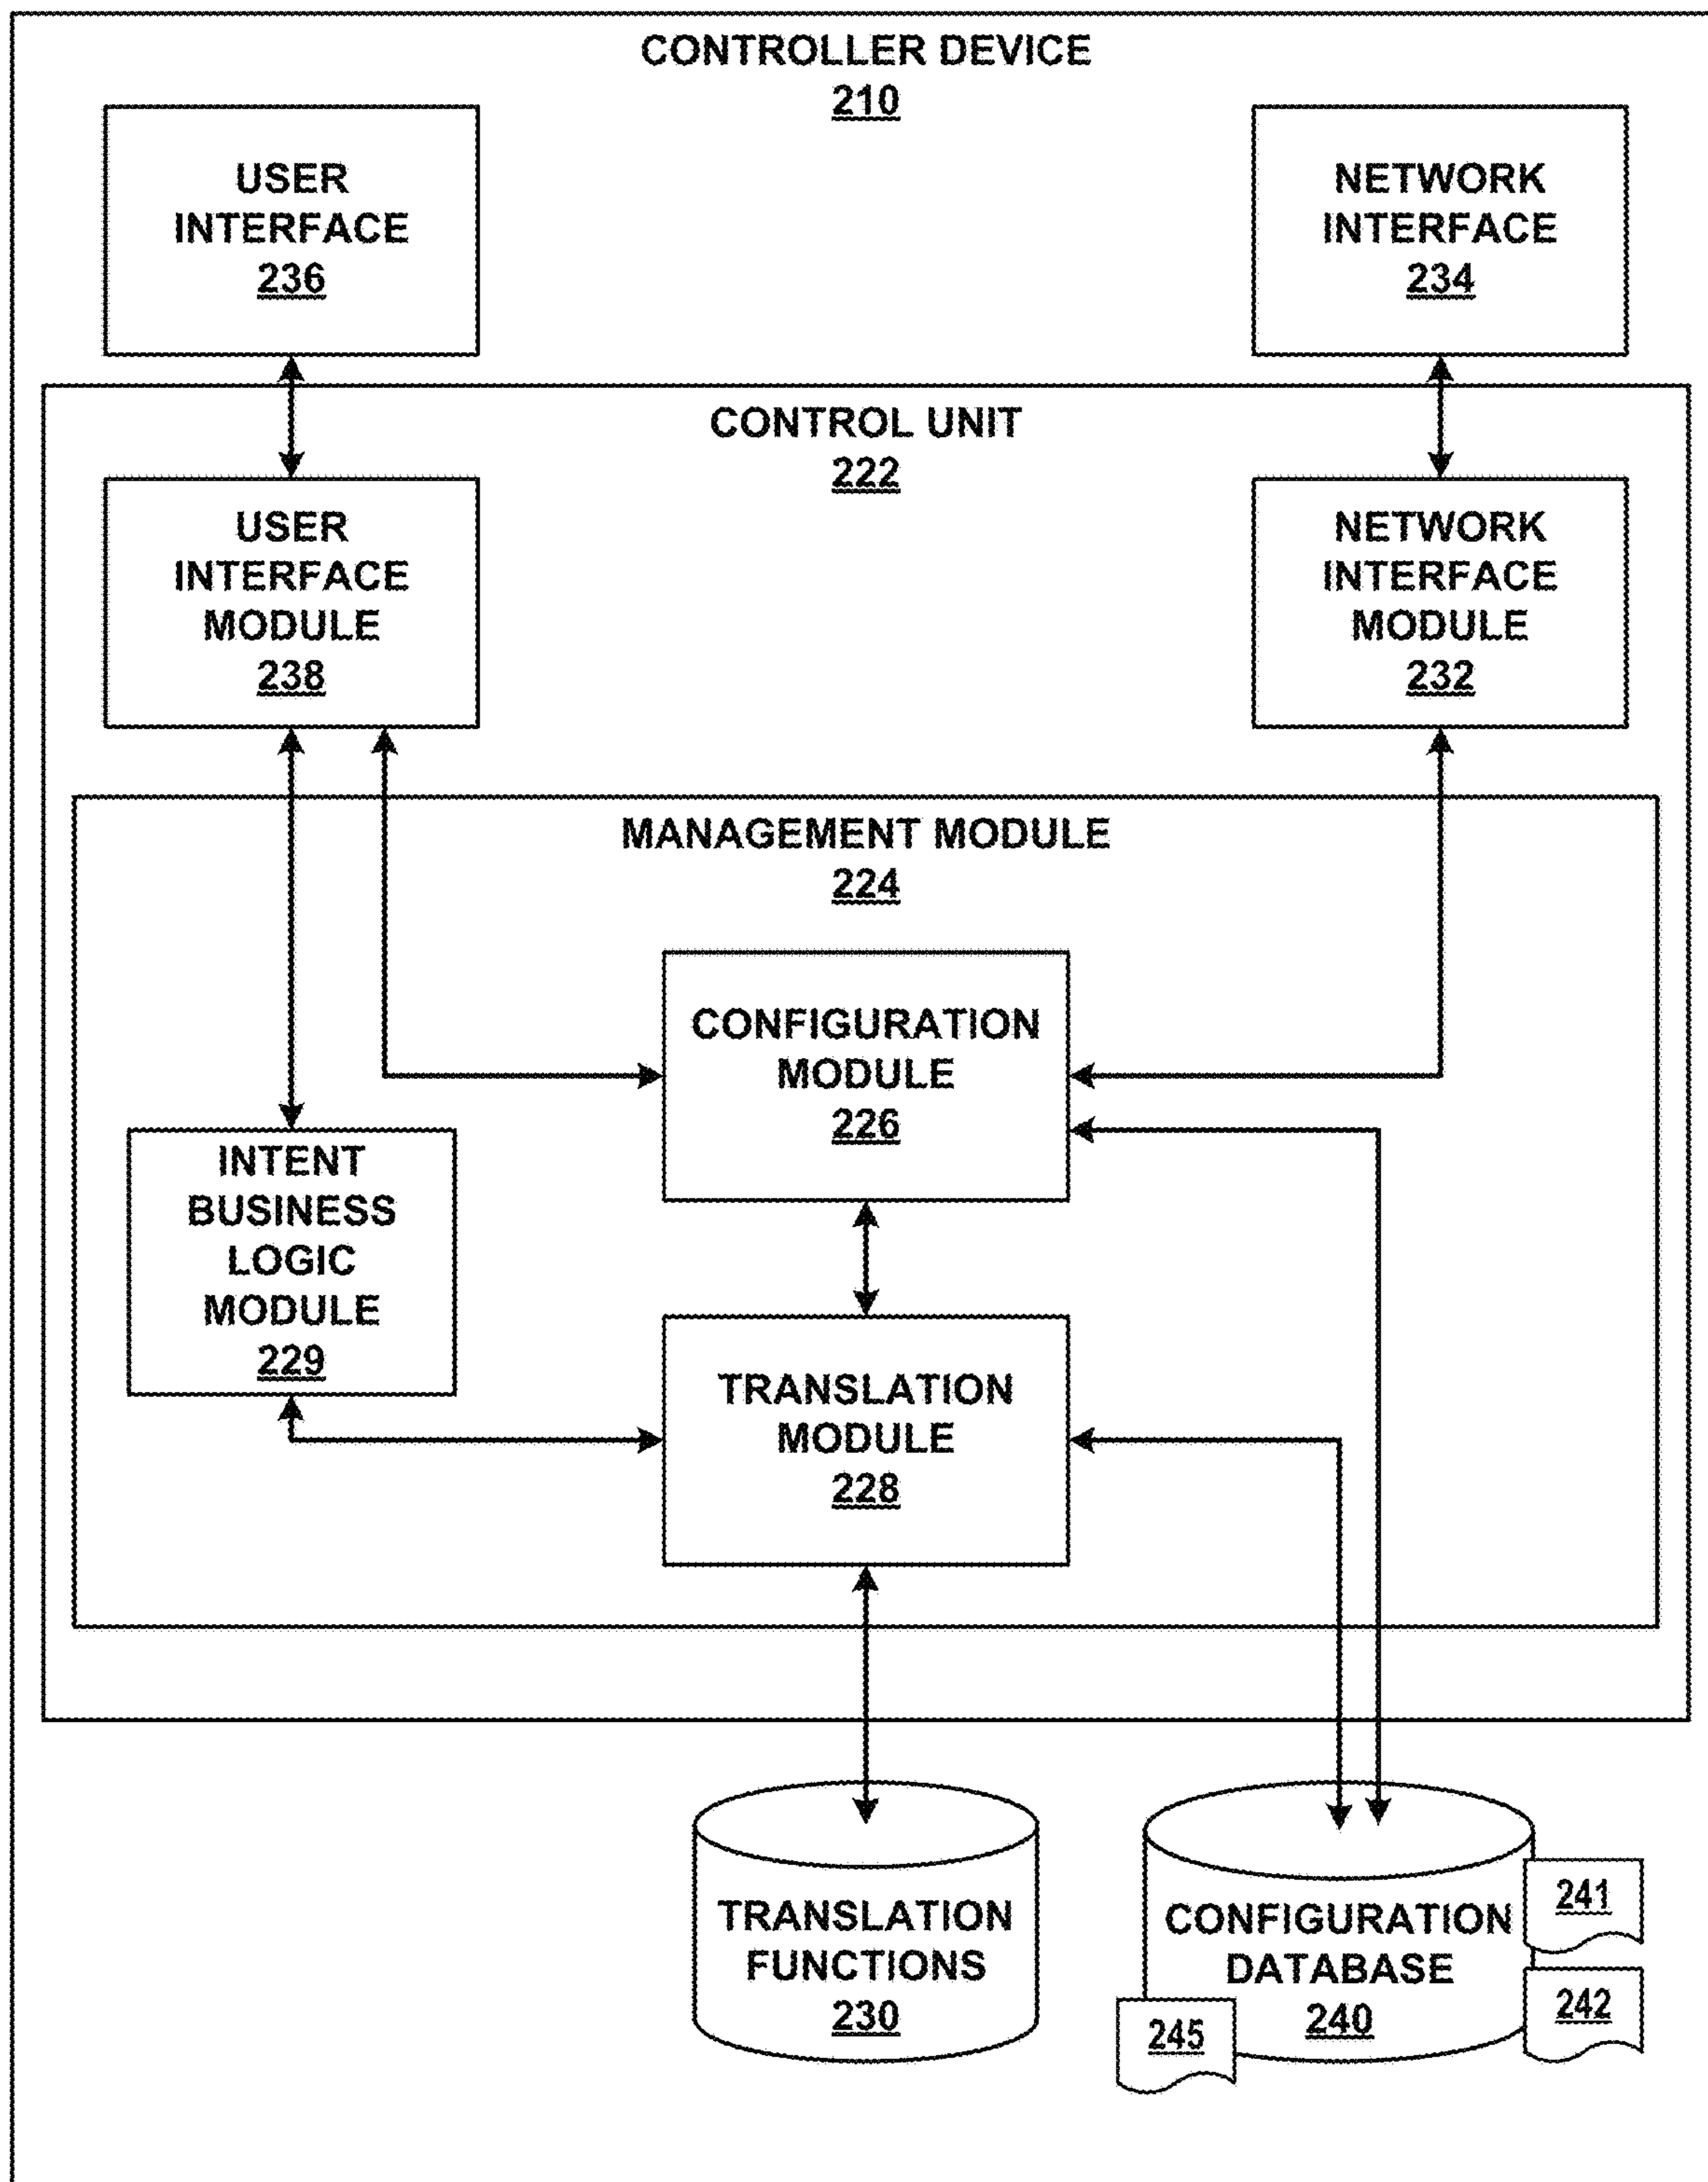 CONTROLLER DEVICE
210
USER
INTERFACE
236
NETWORK
INTERFACE
234
CONTROL UNIT
222
USER
INTERFACE
MODULE
238
NETWORK
INTERFACE
MODULE
232
MANAGEMENT MODULE
224
CONFIGURATION
MODULE
226
INTENT
BUSINESS
LOGIC
MODULE
229
TRANSLATION
MODULE
228
TRANSLATION
FUNCTIONS
230
CONFIGURATION
DATABASE
240
241
242
245